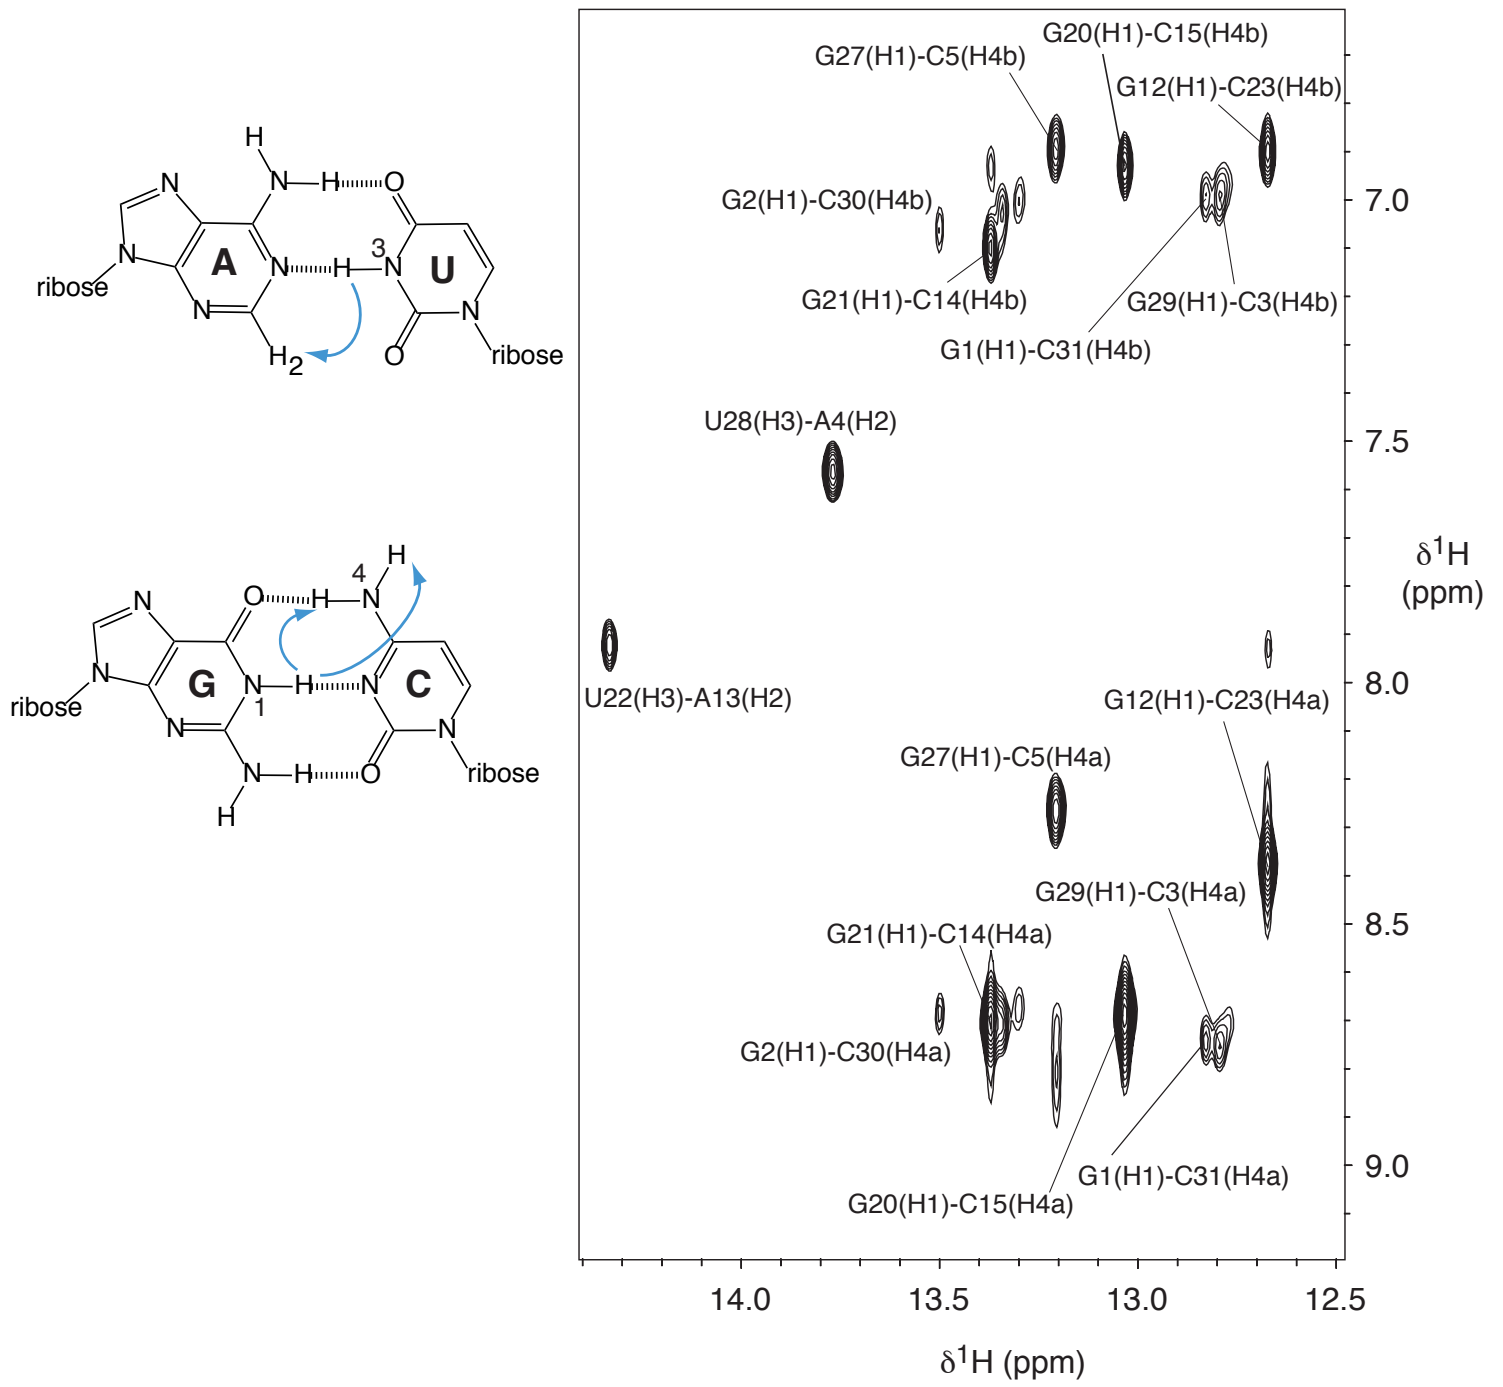 H
N
H
O
N
N
A
N
H
3
N
U
ribose
N
N
O
ribose
H2
H
4
N
O
H
N
N
G
N
1
H
N
C
ribose
N
N
H
O
N
ribose
H
G20(H1)-C15(H4b)
G27(H1)-C5(H4b)
G12(H1)-C23(H4b)
G2(H1)-C30(H4b)
G21(H1)-C14(H4b)
G29(H1)-C3(H4b)
G1(H1)-C31(H4b)
U28(H3)-A4(H2)
U22(H3)-A13(H2)
G12(H1)-C23(H4a)
G27(H1)-C5(H4a)
G29(H1)-C3(H4a)
G21(H1)-C14(H4a)
G2(H1)-C30(H4a)
G1(H1)-C31(H4a)
G20(H1)-C15(H4a)
7.0
7.5
δ1H
(ppm)
8.0
8.5
9.0
14.0 13.5 13.0 12.5
δ1H (ppm)